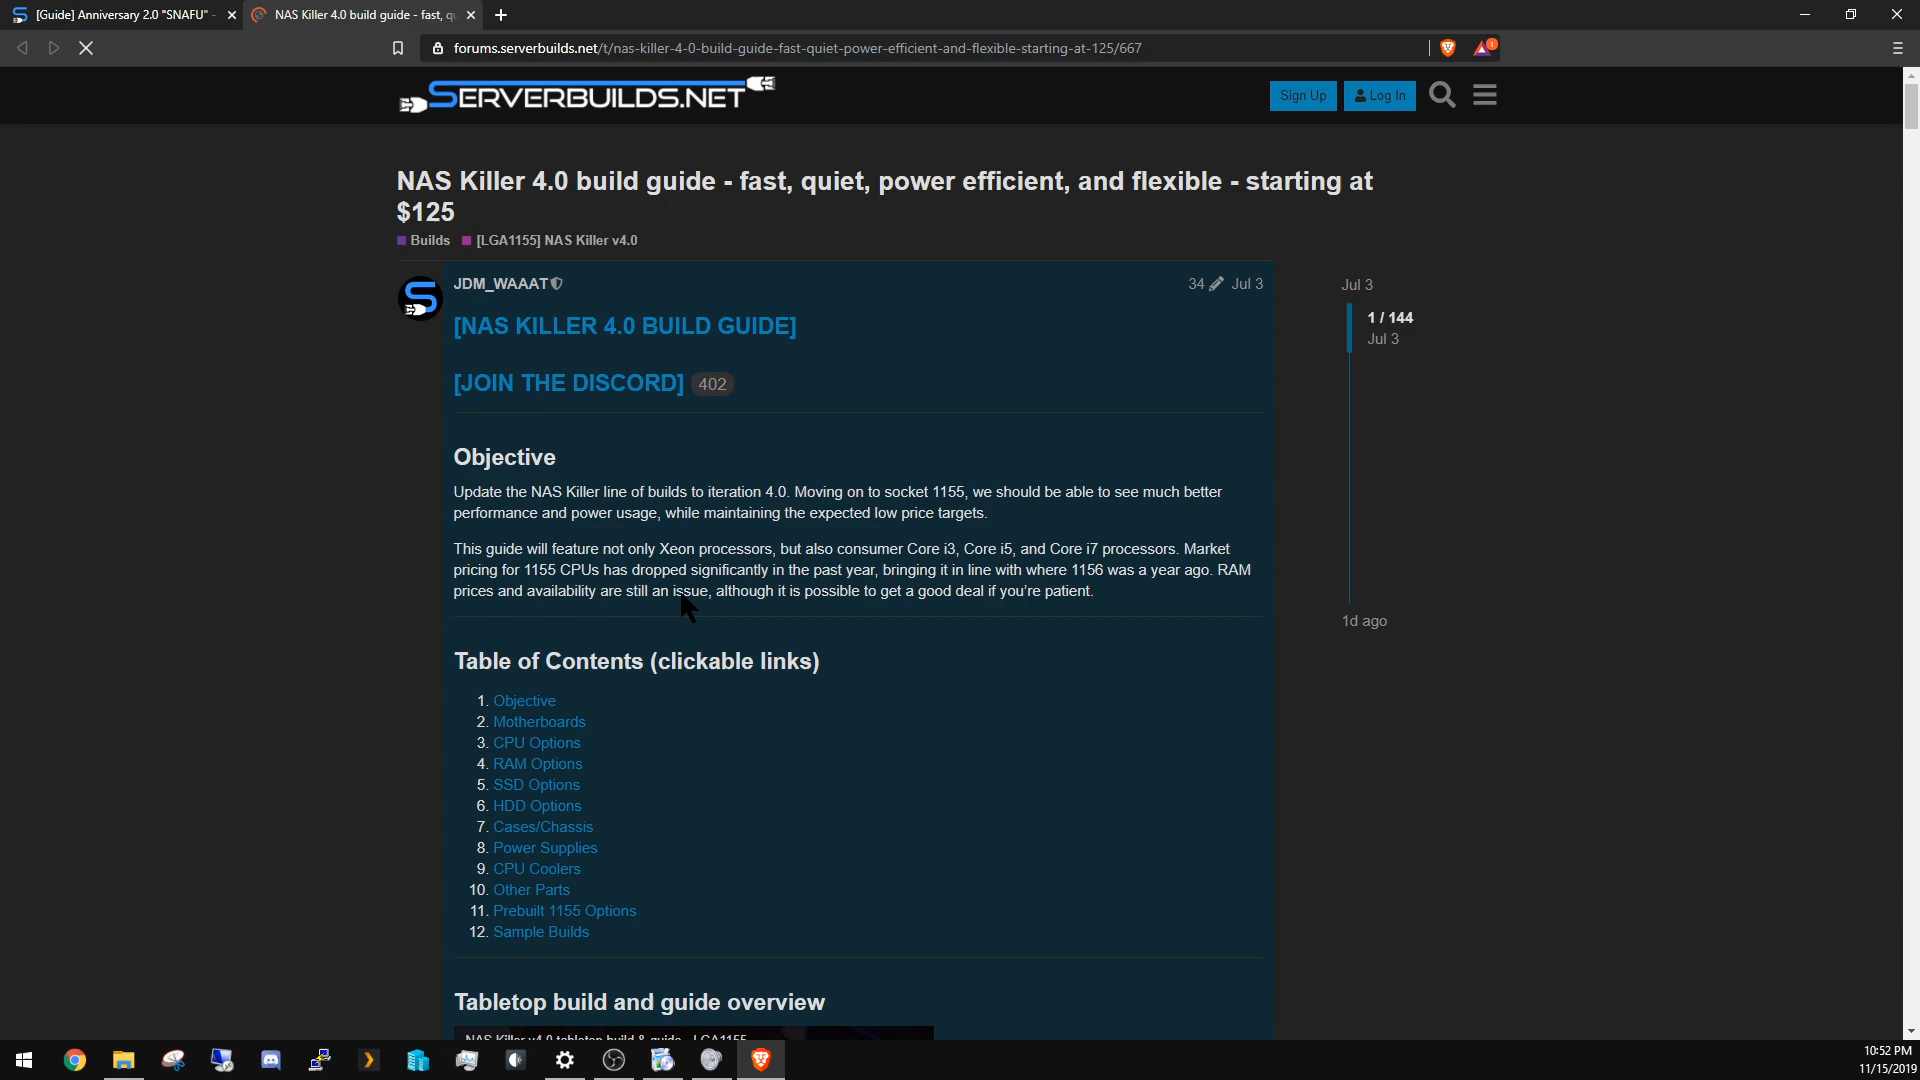 [Guide] Anniversary 2.0 "SNAFU" -
NAS Killer 4.0 build guide - fast, qu
forums.serverbuilds.net/t/nas-killer-4-0-build-guide-fast-quiet-power-efficient-and-flexible-starting-at-125/667
1
SERVERBUILDS.NET
Sign Up
Log In
NAS Killer 4.0 build guide - fast, quiet, power efficient, and flexible - starting at
$125
Builds [LGA1155] NAS Killer v4.0
JDM_WAAAT
34 Jul 3
[NAS KILLER 4.0 BUILD GUIDE]
[JOIN THE DISCORD] 402
Objective
Update the NAS Killer line of builds to iteration 4.0. Moving on to socket 1155, we should be able to see much better
performance and power usage, while maintaining the expected low price targets.
This guide will feature not only Xeon processors, but also consumer Core i3, Core i5, and Core i7 processors. Market
pricing for 1155 CPUs has dropped significantly in the past year, bringing it in line with where 1156 was a year ago. RAM
prices and availability are still an issue, although it is possible to get a good deal if you're patient.
Table of Contents (clickable links)
1. Objective
2. Motherboards
3. CPU Options
4. RAM Options
5. SSD Options
6. HDD Options
7. Cases/Chassis
8. Power Supplies
9. CPU Coolers
10. Other Parts
11. Prebuilt 1155 Options
12. Sample Builds
Tabletop build and guide overview
NAS Killer v4.0 tabletop build & guide - LGA1155
Jul 3
1 / 144
Jul 3
1d ago
10:52 PM
11/15/2019